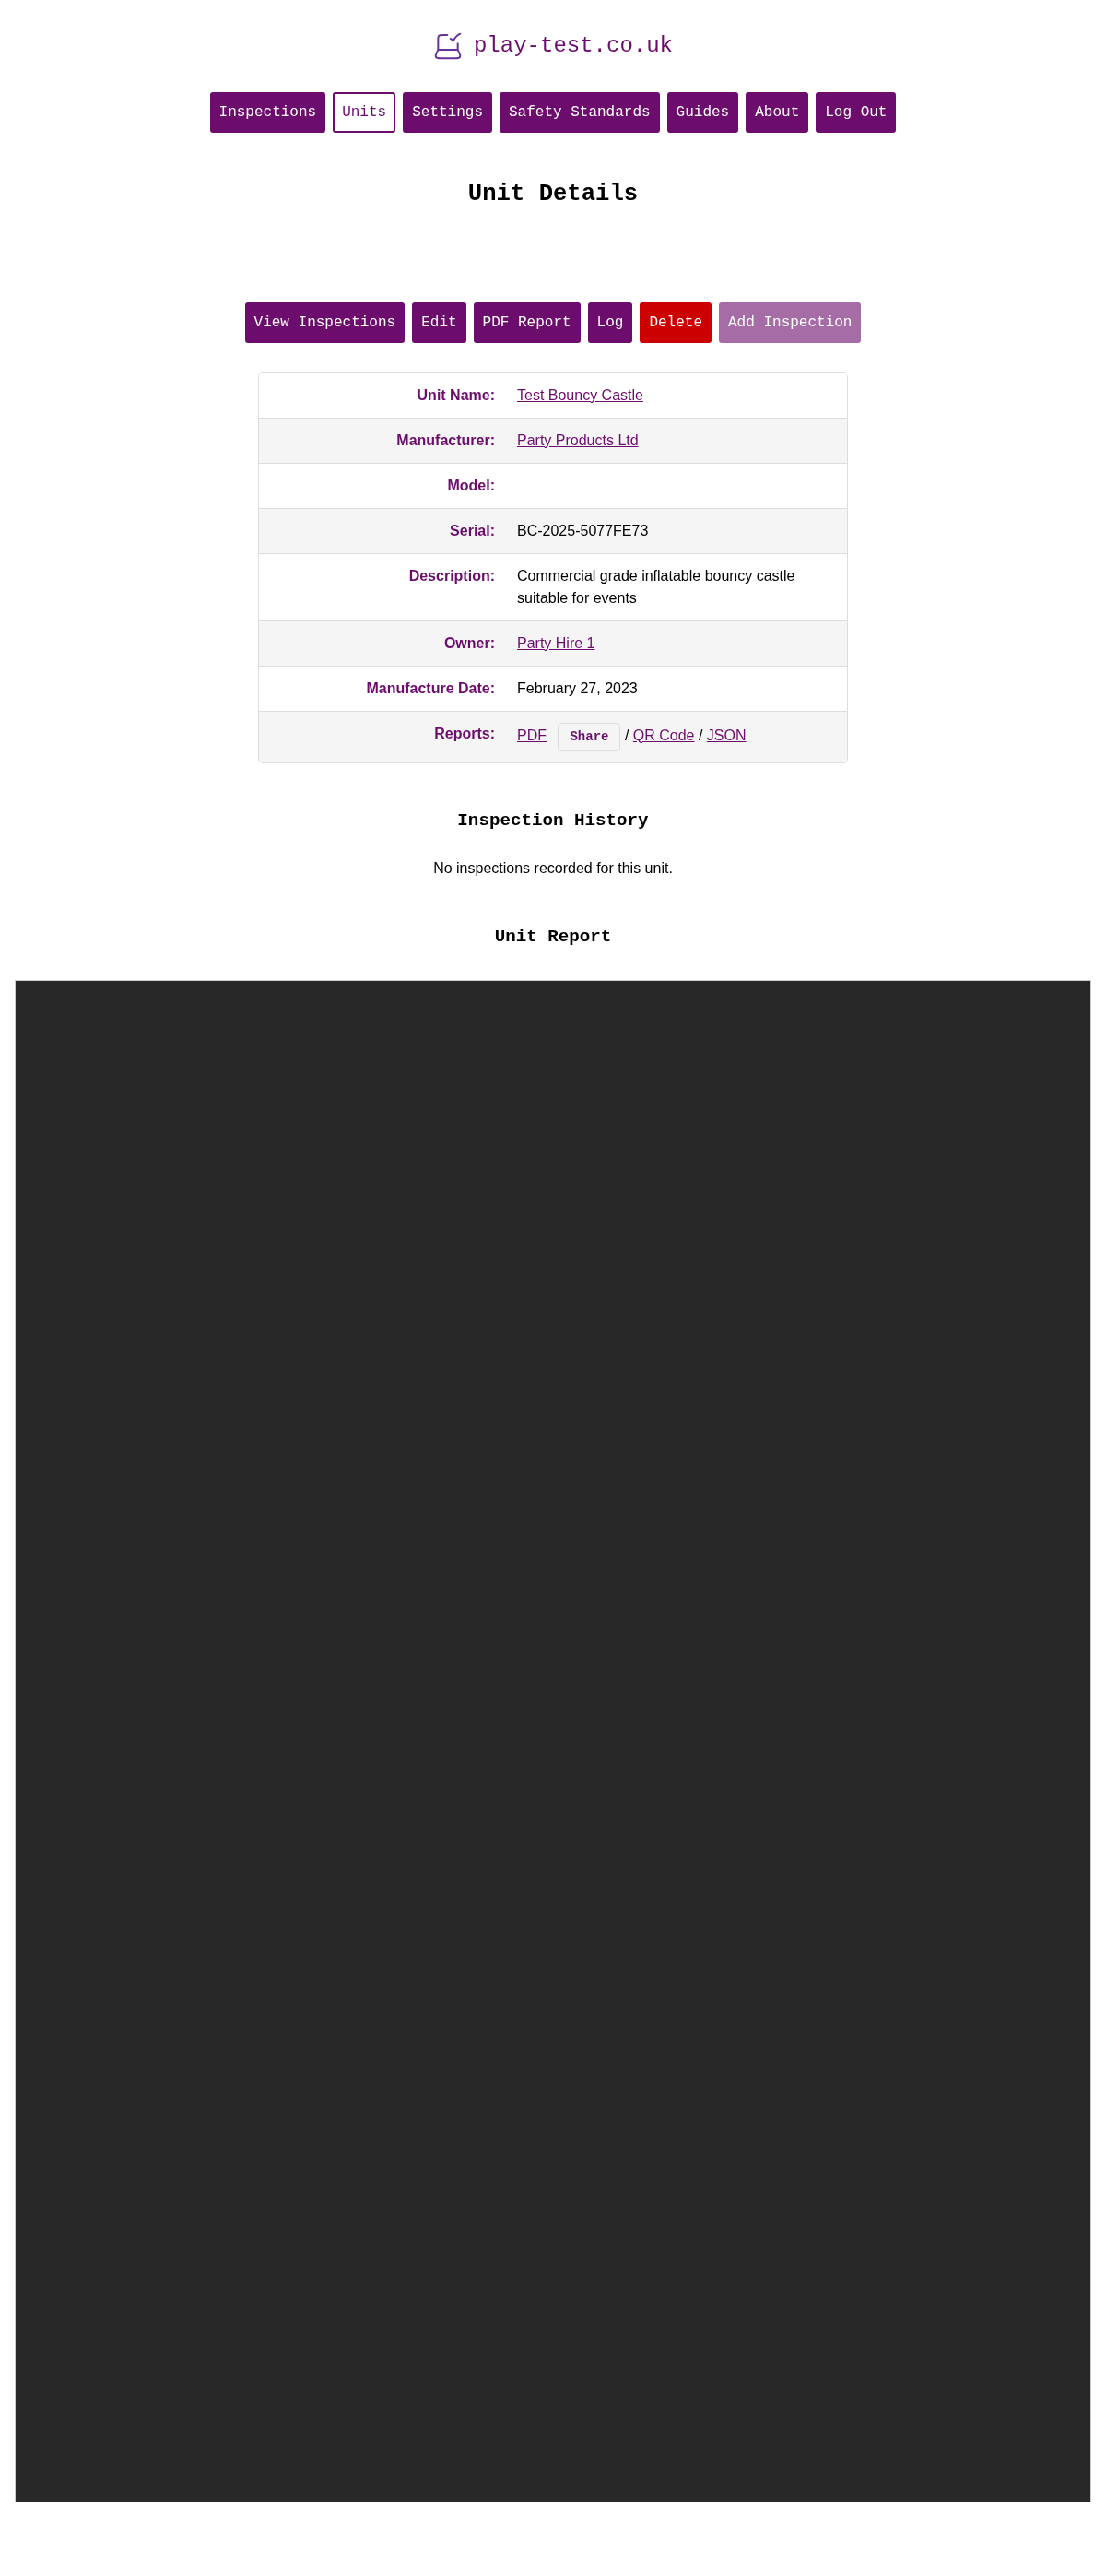 play-test.co.uk
Inspections Units Settings Safety Standards Guides About Log Out
Unit Details
View Inspections Edit PDF Report Log Delete Add Inspection
Unit Name: Test Bouncy Castle
Manufacturer: Party Products Ltd
Model:
Serial: BC-2025-5077FE73
Description: Commercial grade inflatable bouncy castle
suitable for events
Owner: Party Hire 1
Manufacture Date: February 27, 2023
Reports: PDF Share / QR Code / JSON
Inspection History
No inspections recorded for this unit.
Unit Report